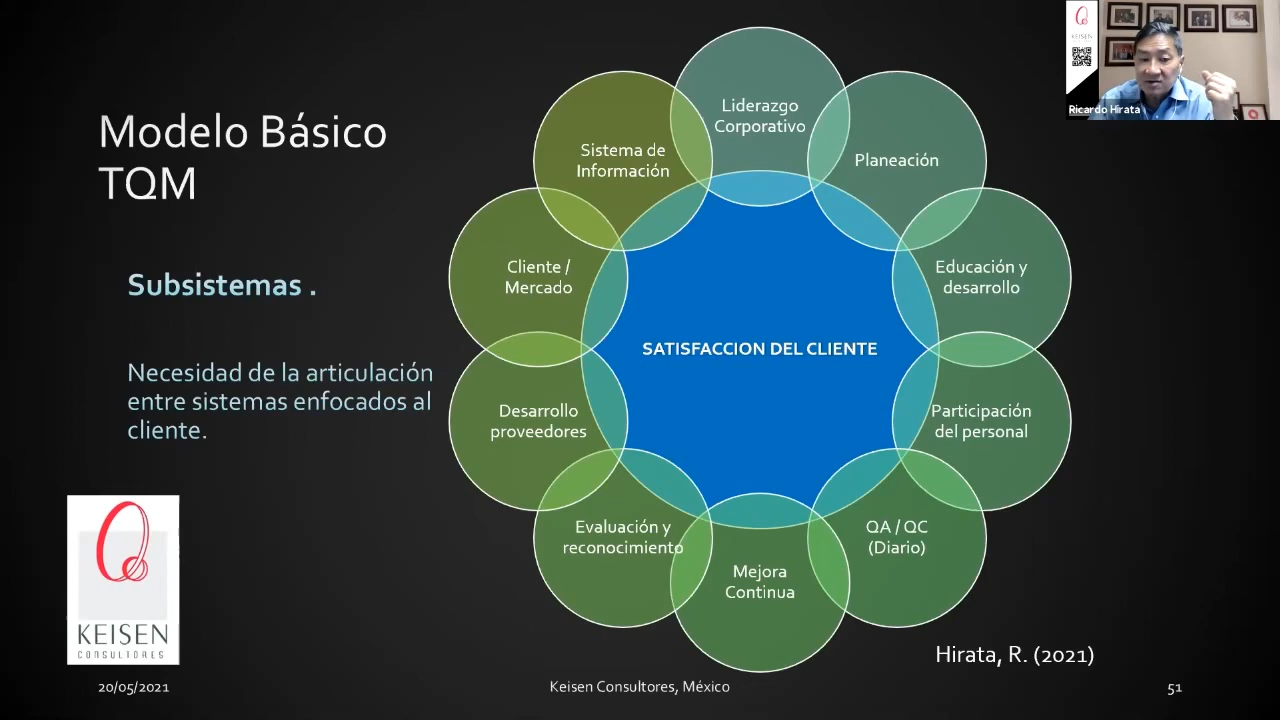 Modelo Básico
TQM
Subsistemas .
Necesidad de la articulación
entre sistemas enfocados al
cliente.
Liderazgo
Corporativo
Planeación
Educación y
desarrollo
Participación
del personal
QA / QC
(Diario)
Mejora
Continua
Evaluación y
reconocimiento
Desarrollo
proveedores
Cliente /
Mercado
Sistema de
Información
SATISFACCION DEL CLIENTE
KEISEN
CONSULTORES
Hirata, R. (2021)
20/05/2021
Keisen Consultores, México
51
KEISEN
Ricardo Hirata